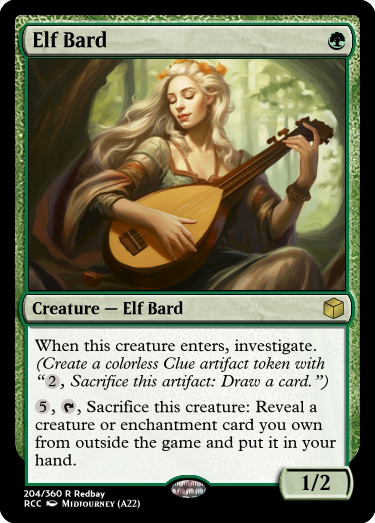 Elf Bard
Creature — Elf Bard
When this creature enters, investigate.
(Create a colorless Clue artifact token with
“2, Sacrifice this artifact: Draw a card.”)
5, , Sacrifice this creature: Reveal a
creature or enchantment card you own
from outside the game and put it in your
hand.
1/2
204/360 R Redbay
RCC Midjourney (A22)